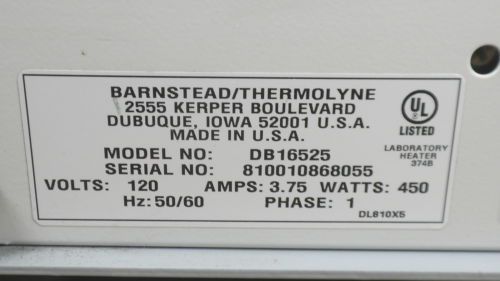 BARNSTEAD/THERMOLYNE
2555 KERPER BOULEVARD
DUBUQUE, IOWA 52001 U.S.A.
MADE IN U.S.A.
UL
LISTED
LABORATORY
HEATER
374B
MODEL NO: DB16525
SERIAL NO: 810010868055
VOLTS: 120 AMPS: 3.75 WATTS: 450
Hz: 50/60 PHASE: 1
DL810X5